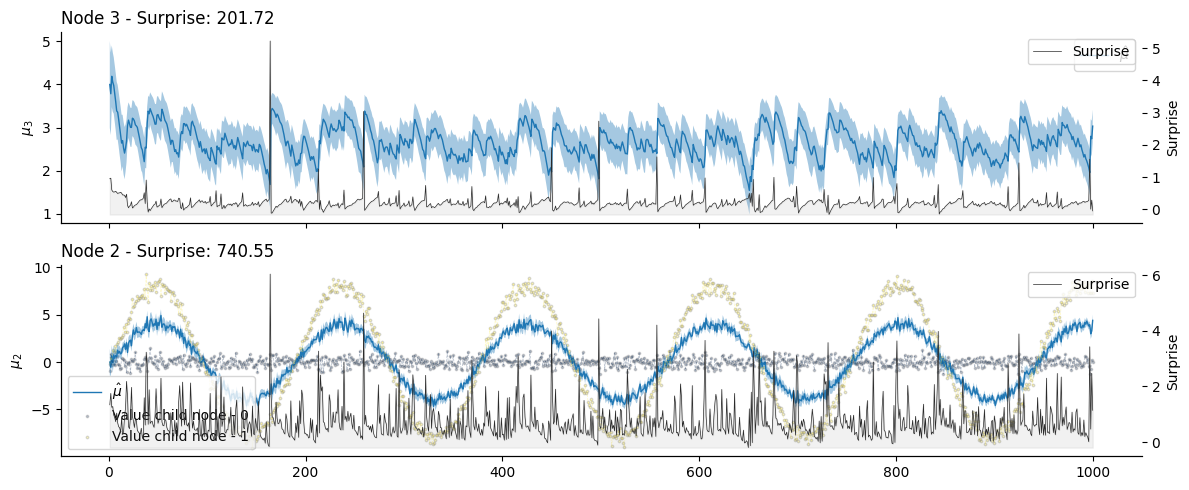 Node 3 - Surprise: 201.72
5
4
3
2
1
μ3
Surprise
5
4
3
2
1
0
Surprise
Node 2 - Surprise: 740.55
10
5
0
−5
μ2
μ̂
Value child node - 0
Value child node - 1
Surprise
6
4
2
0
Surprise
0
200
400
600
800
1000